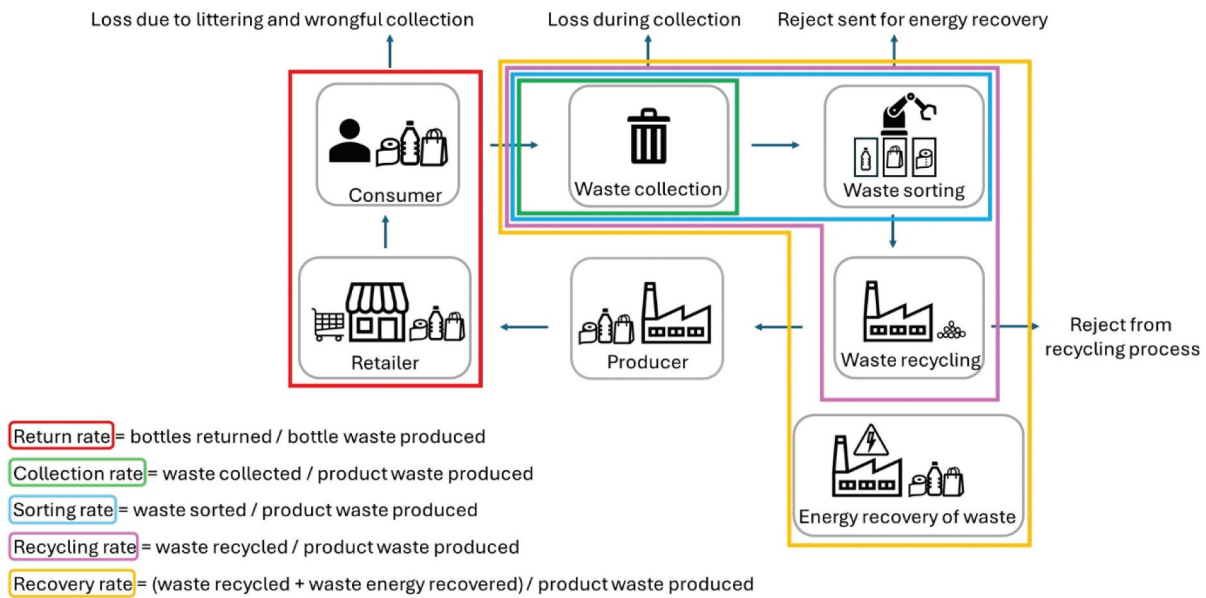 Loss due to littering and wrongful collection
Loss during collection
Reject sent for energy recovery
Consumer
Waste collection
Waste sorting
Retailer
Producer
Waste recycling
Reject from
recycling process
Energy recovery of waste
Return rate = bottles returned / bottle waste produced
Collection rate = waste collected / product waste produced
Sorting rate = waste sorted / product waste produced
Recycling rate = waste recycled / product waste produced
Recovery rate = (waste recycled + waste energy recovered) / product waste produced